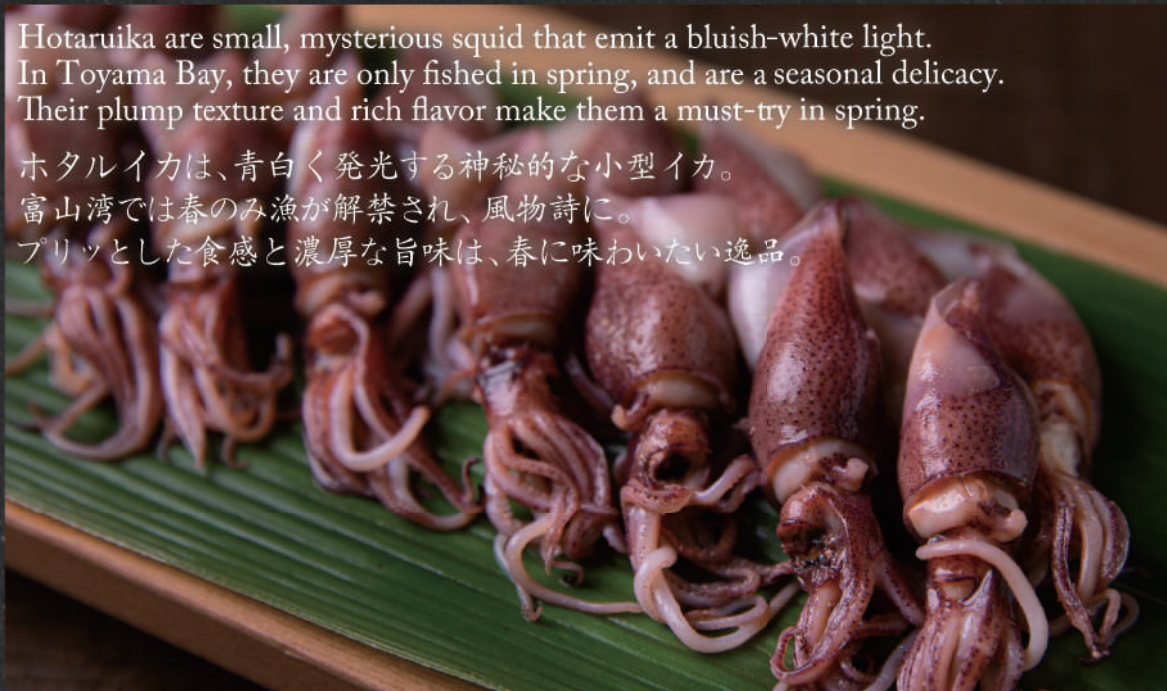 Hotaruika are small, mysterious squid that emit a bluish-white light.
In Toyama Bay, they are only fished in spring, and are a seasonal delicacy.
Their plump texture and rich flavor make them a must-try in spring.
ホタルイカは、青白く発光する神秘的な小型イカ。
富山湾では春のみ漁が解禁され、風物詩に。
プリッとした食感と濃厚な旨味は、春に味わいたい逸品。